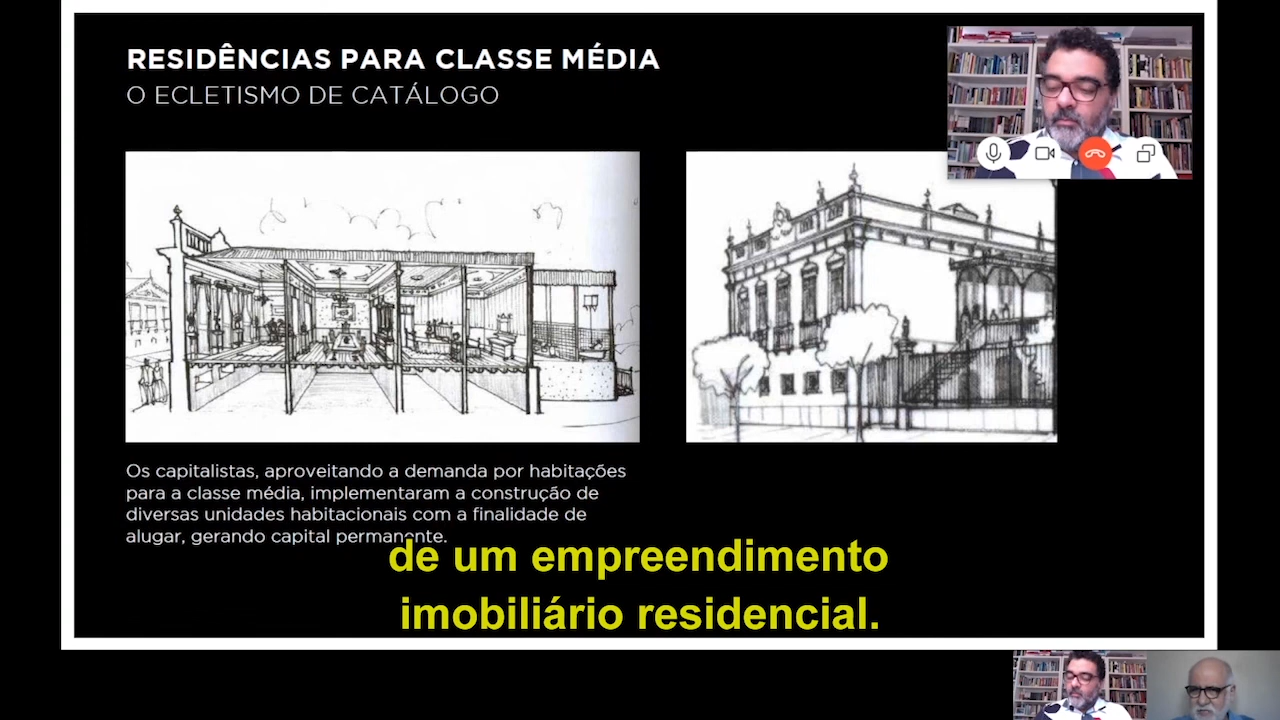 RESIDÊNCIAS PARA CLASSE MÉDIA
O ECLETISMO DE CATÁLOGO
Os capitalistas, aproveitando a demanda por habitações
para a classe média, implementaram a construção de
diversas unidades habitacionais com a finalidade de
alugar, gerando capital permanente.
de um empreendimento
imobiliário residencial.